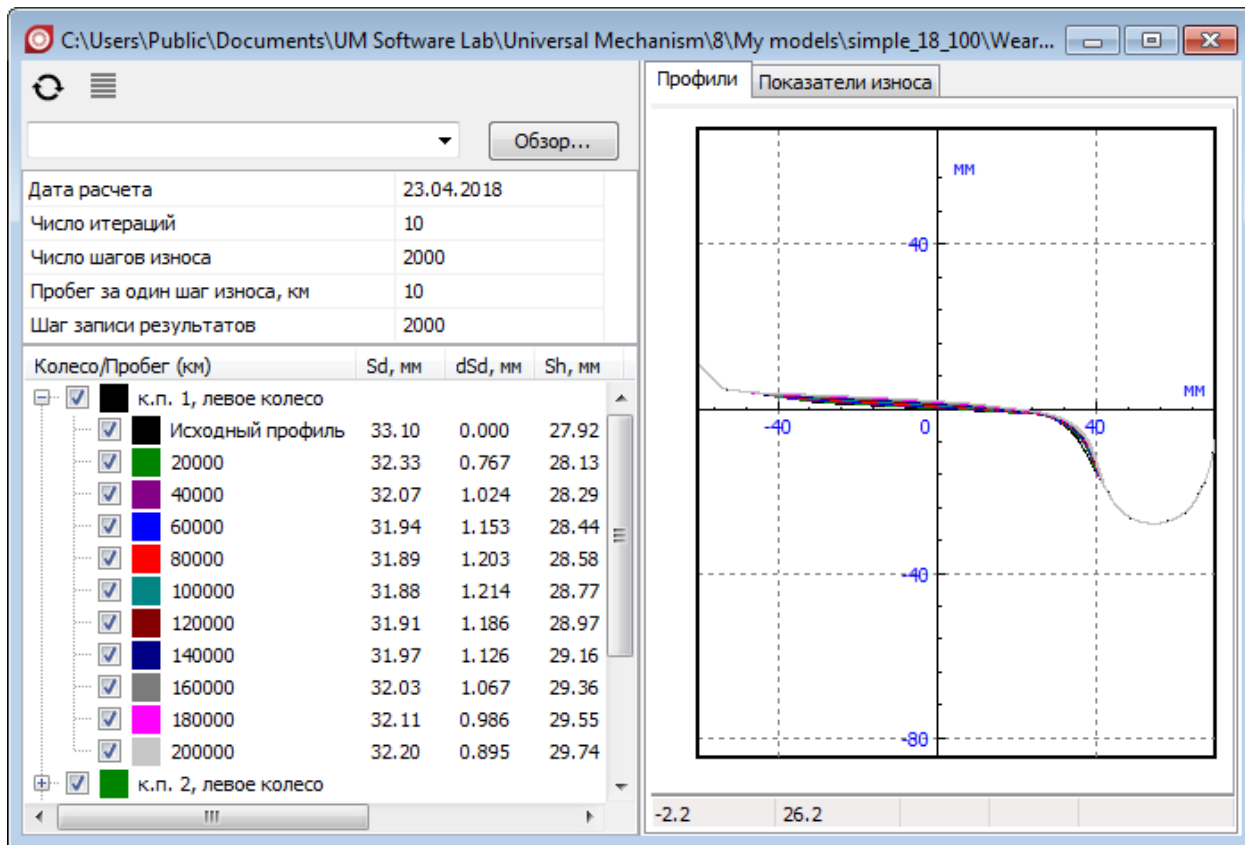 C:\Users\Public\Documents\UM Software Lab\Universal Mechanism\8\My models\simple_18_100\Wear...
Обзор...
Дата расчета 23.04.2018
Число итераций 10
Число шагов износа 2000
Пробег за один шаг износа, км 10
Шаг записи результатов 2000
Колесо/Пробег (км) Sd, мм dSd, мм Sh, мм
к.п. 1, левое колесо
Исходный профиль 33.10 0.000 27.92
20000 32.33 0.767 28.13
40000 32.07 1.024 28.29
60000 31.94 1.153 28.44
80000 31.89 1.203 28.58
100000 31.88 1.214 28.77
120000 31.91 1.186 28.97
140000 31.97 1.126 29.16
160000 32.03 1.067 29.36
180000 32.11 0.986 29.55
200000 32.20 0.895 29.74
к.п. 2, левое колесо
Профили Показатели износа
мм
40
мм
-40 0 40
-40
-80
-2.2 26.2